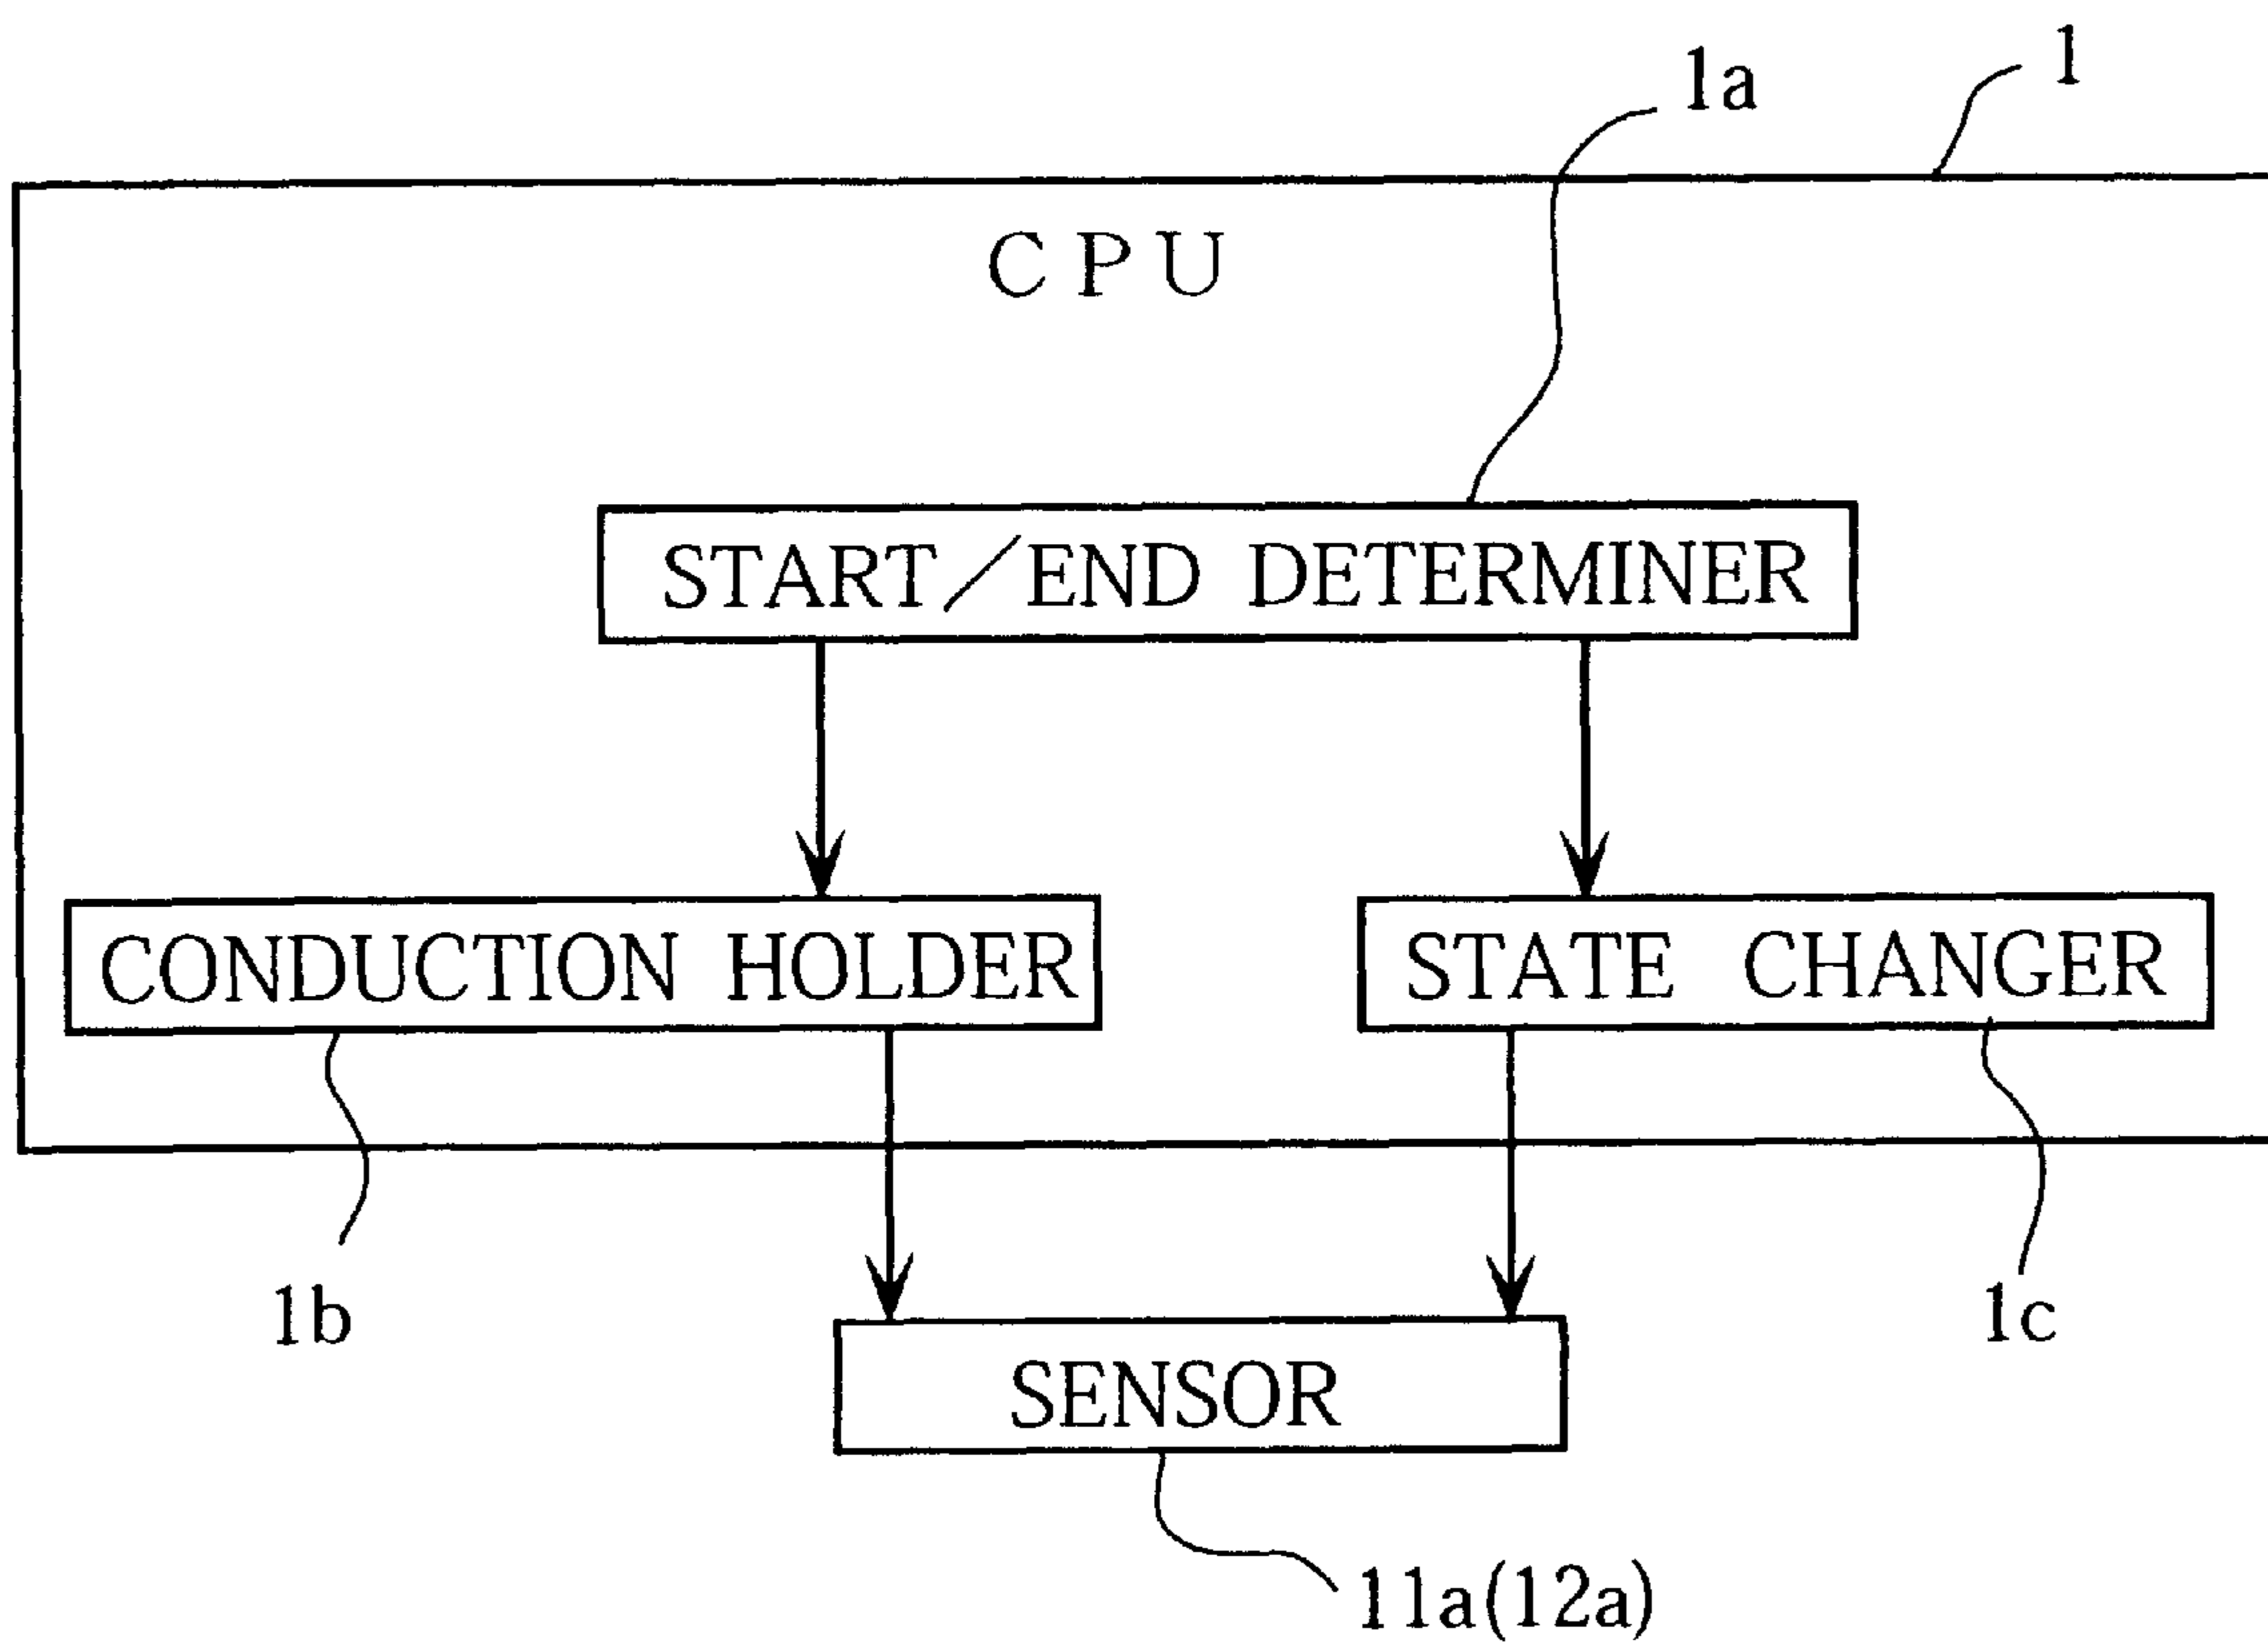 1
1a
CPU
START/END DETERMINER
CONDUCTION HOLDER
STATE CHANGER
1b
1c
SENSOR
11a(12a)